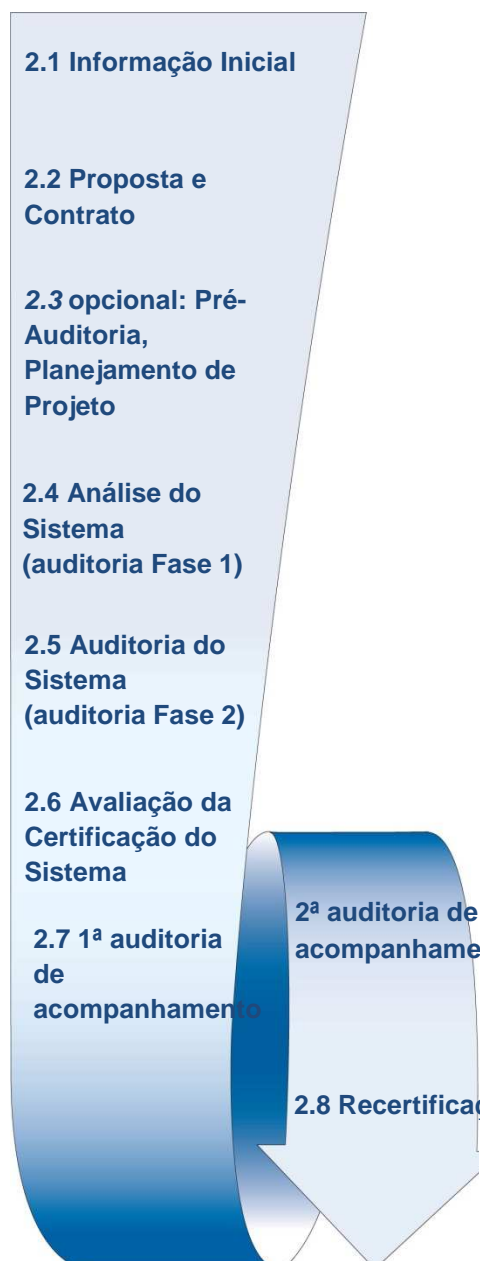 2.1 Informação Inicial
2.2 Proposta e
Contrato
2.3 opcional: Pré-
Auditoria,
Planejamento de
Projeto
2.4 Análise do
Sistema
(auditoria Fase 1)
2.5 Auditoria do
Sistema
(auditoria Fase 2)
2.6 Avaliação da
Certificação do
Sistema
2.7 1ª auditoria
de
acompanhamento
2ª auditoria de
acompanhame
2.8 Recertificaç